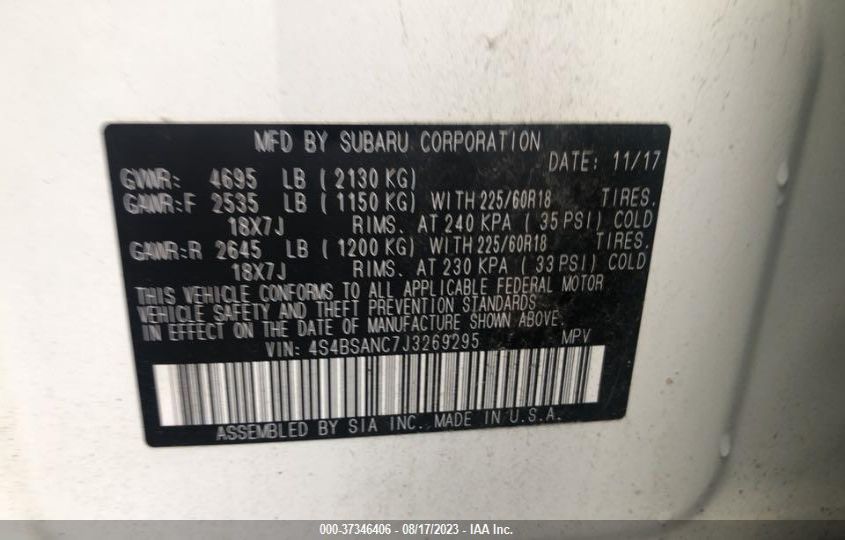 MFD BY SUBARU CORPORATION
DATE: 11/17
GVWR: 4695 LB ( 2130 KG)
GAWR:F 2535 LB ( 1150 KG) WITH 225/60R18 TIRES.
18X7J RIMS. AT 240 KPA ( 35 PSI) COLD
GAWR:R 2645 LB ( 1200 KG) WITH 225/60R18 TIRES.
18X7J RIMS. AT 230 KPA ( 33 PSI) COLD
THIS VEHICLE CONFORMS TO ALL APPLICABLE FEDERAL MOTOR
VEHICLE SAFETY AND THEFT PREVENTION STANDARDS
IN EFFECT ON THE DATE OF MANUFACTURE SHOWN ABOVE.
VIN: 4S4BSANC7J3269295 MPV
ASSEMBLED BY SIA INC. MADE IN U.S.A.
000-37346406 - 08/17/2023 - IAA Inc.